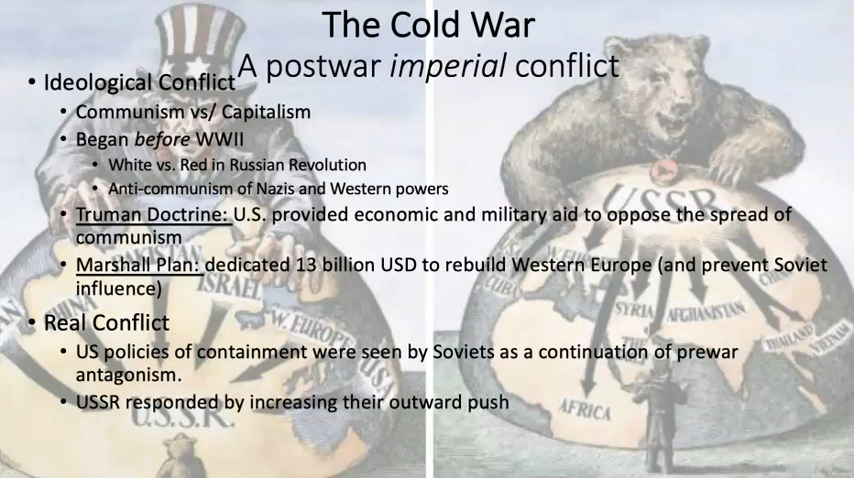 The Cold War
A postwar imperial conflict
• Ideological Conflict
• Communism vs/ Capitalism
• Began before WWII
• White vs. Red in Russian Revolution
• Anti-communism of Nazis and Western powers
• Truman Doctrine: U.S. provided economic and military aid to oppose the spread of
communism
• Marshall Plan: dedicated 13 billion USD to rebuild Western Europe (and prevent Soviet
influence)
• Real Conflict
• US policies of containment were seen by Soviets as a continuation of prewar
antagonism.
• USSR responded by increasing their outward push
PAKISTAN
CHINA
ISRAEL
W. EUROPE
USA
U.S.S.R.
USSR
CUBA
SYRIA
AFGHANISTAN
THAILAND
VIETNAM
AFRICA